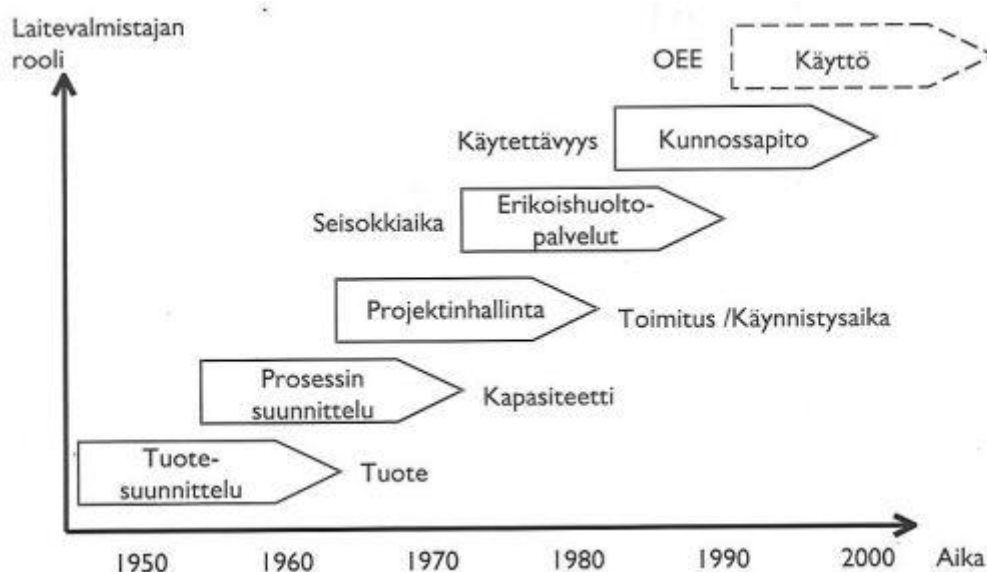 Laitevalmistajan
rooli
OEE
Käyttö
Käytettävyys
Kunnossapito
Seisokkiaika
Erikoishuolto-
palvelut
Projektinhallinta
Toimitus /Käynnistysaika
Prosessin
suunnittelu
Kapasiteetti
Tuote-
suunnittelu
Tuote
1950 1960 1970 1980 1990 2000 Aika